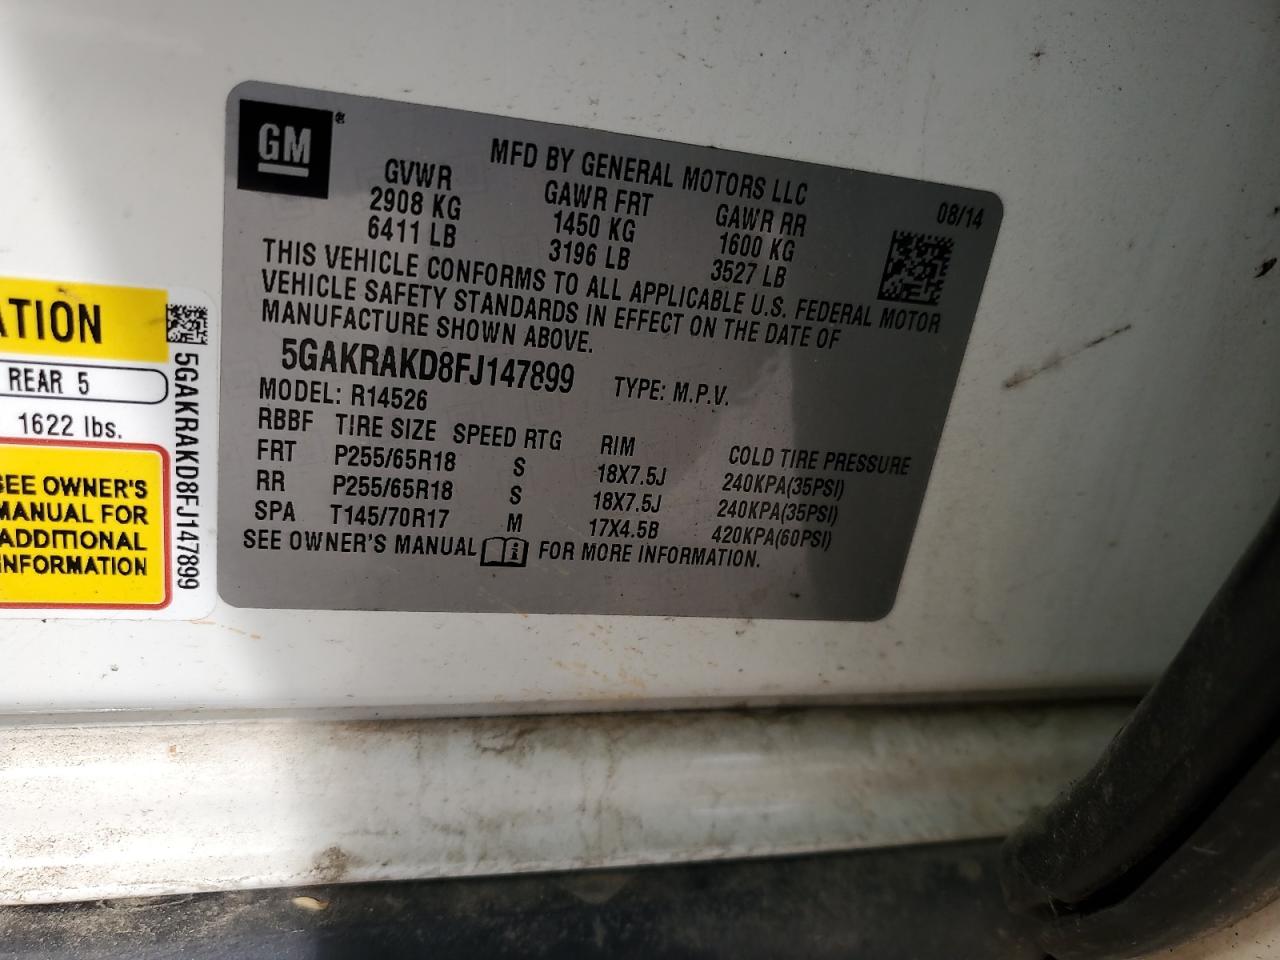 GM®
MFD BY GENERAL MOTORS LLC
08/14
GVWR GAWR FRT GAWR RR
2908 KG 1450 KG 1600 KG
6411 LB 3196 LB 3527 LB
THIS VEHICLE CONFORMS TO ALL APPLICABLE U.S. FEDERAL MOTOR
VEHICLE SAFETY STANDARDS IN EFFECT ON THE DATE OF
MANUFACTURE SHOWN ABOVE.
5GAKRAKD8FJ147899 TYPE: M.P.V.
MODEL: R14526
RBBF TIRE SIZE SPEED RTG RIM COLD TIRE PRESSURE
FRT P255/65R18 S 18X7.5J 240KPA(35PSI)
RR P255/65R18 S 18X7.5J 240KPA(35PSI)
SPA T145/70R17 M 17X4.5B 420KPA(60PSI)
SEE OWNER'S MANUAL FOR MORE INFORMATION.
ATION
REAR 5
1622 lbs.
SEE OWNER'S
MANUAL FOR
ADDITIONAL
INFORMATION
5GAKRAKD8FJ147899